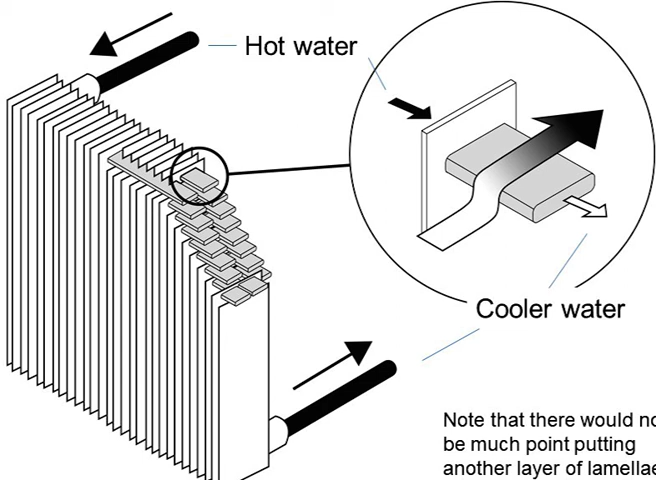 Hot water
Cooler water
Note that there would no
be much point putting
another layer of lamellae